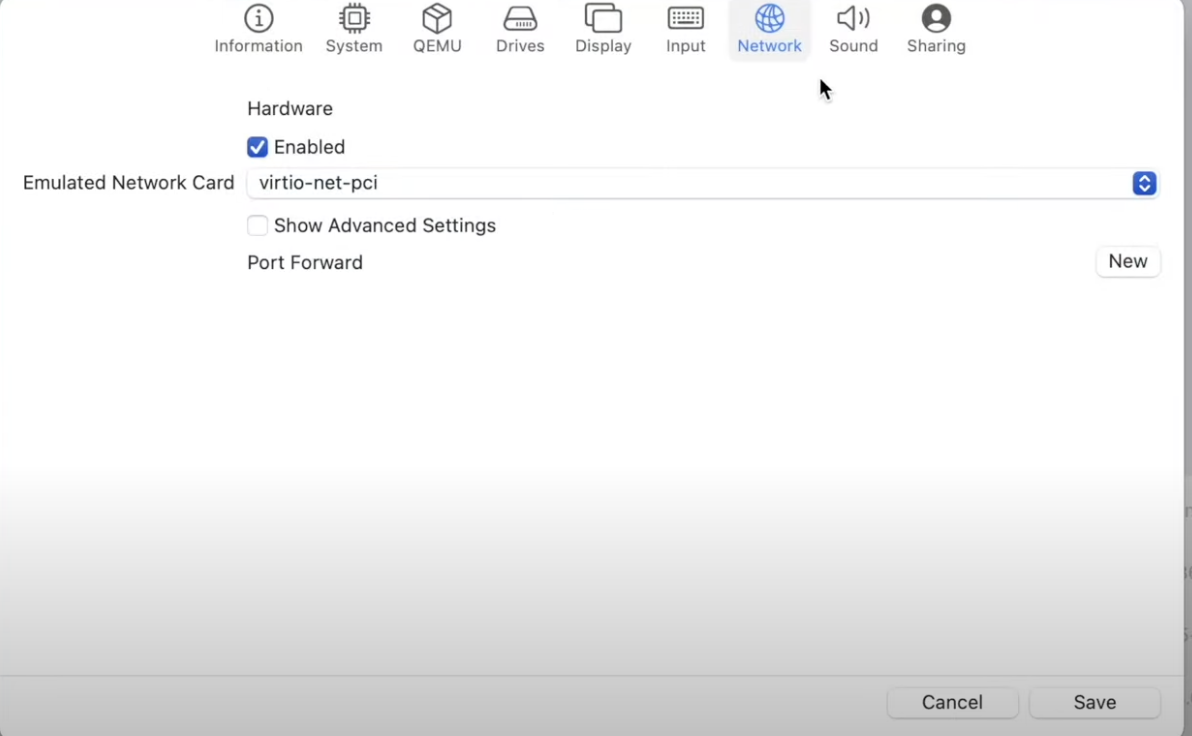 Information System QEMU Drives Display Input Network Sound Sharing
Hardware
Enabled
Emulated Network Card virtio-net-pci
Show Advanced Settings
Port Forward New
Cancel Save